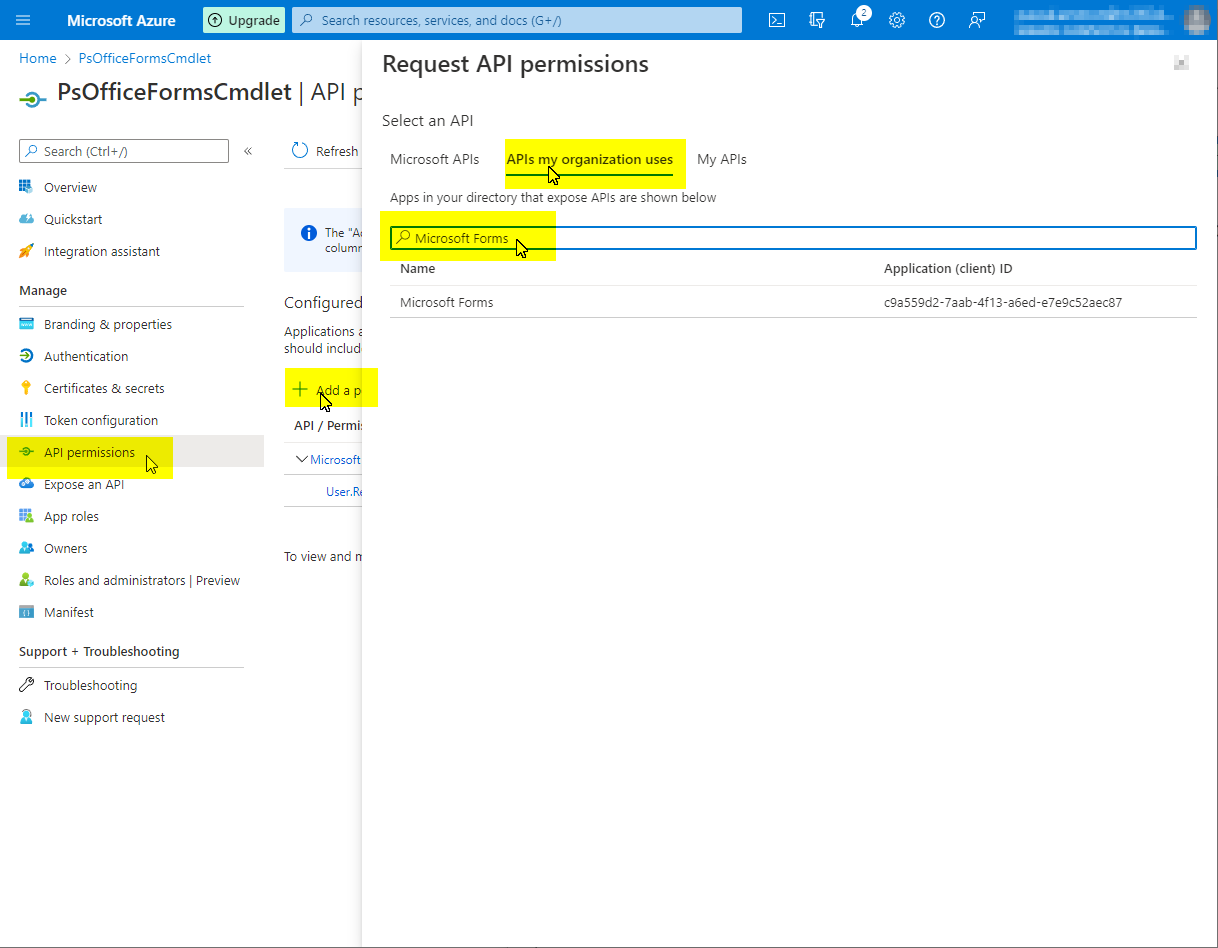 Microsoft Azure
Upgrade
Search resources, services, and docs (G+/)
2
Home > PsOfficeFormsCmdlet
PsOfficeFormsCmdlet | API p
Search (Ctrl+/)
«
Overview
Quickstart
Integration assistant
Manage
Branding & properties
Authentication
Certificates & secrets
Token configuration
API permissions
Expose an API
App roles
Owners
Roles and administrators | Preview
Manifest
Support + Troubleshooting
Troubleshooting
New support request
Refresh
The "Ad
column
Configured
Applications a
should includ
Add a p
API / Permis
Microsoft
User.Re
To view and m
Request API permissions
Select an API
Microsoft APIs
APIs my organization uses
My APIs
Apps in your directory that expose APIs are shown below
Microsoft Forms
Name
Application (client) ID
Microsoft Forms
c9a559d2-7aab-4f13-a6ed-e7e9c52aec87